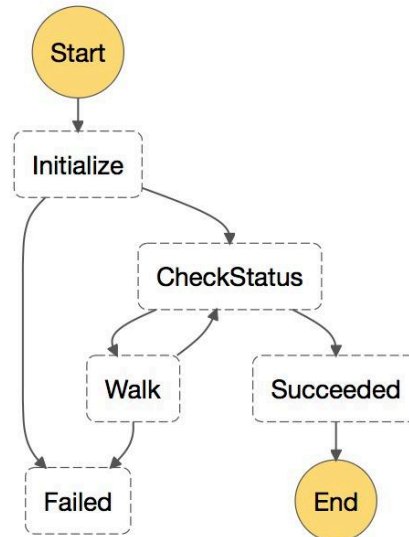 Start
Initialize
CheckStatus
Walk
Succeeded
Failed
End